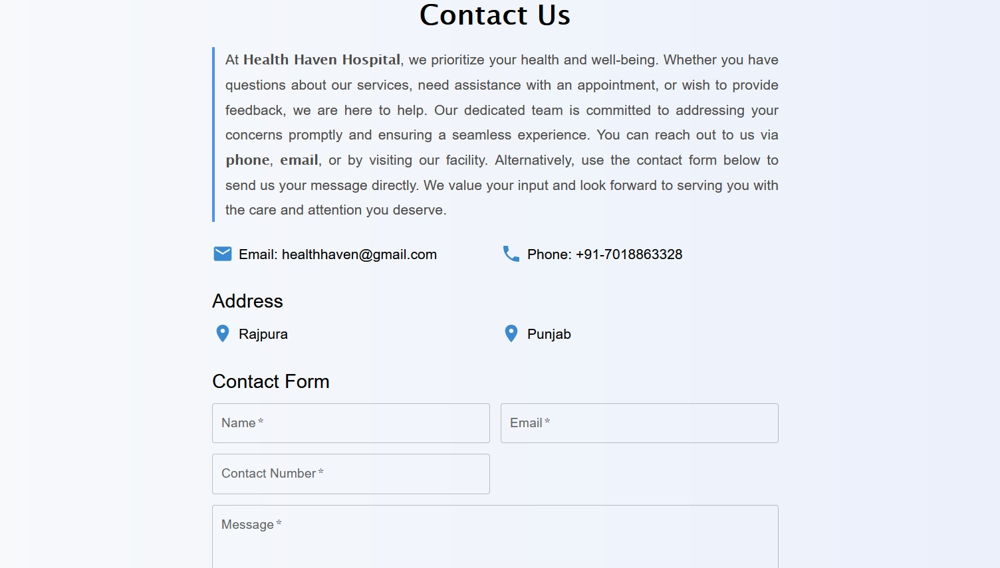 Contact Us
At Health Haven Hospital, we prioritize your health and well-being. Whether you have
questions about our services, need assistance with an appointment, or wish to provide
feedback, we are here to help. Our dedicated team is committed to addressing your
concerns promptly and ensuring a seamless experience. You can reach out to us via
phone, email, or by visiting our facility. Alternatively, use the contact form below to
send us your message directly. We value your input and look forward to serving you with
the care and attention you deserve.
Email: healthhaven@gmail.com
Phone: +91-7018863328
Address
Rajpura
Punjab
Contact Form
Name *
Email *
Contact Number *
Message *